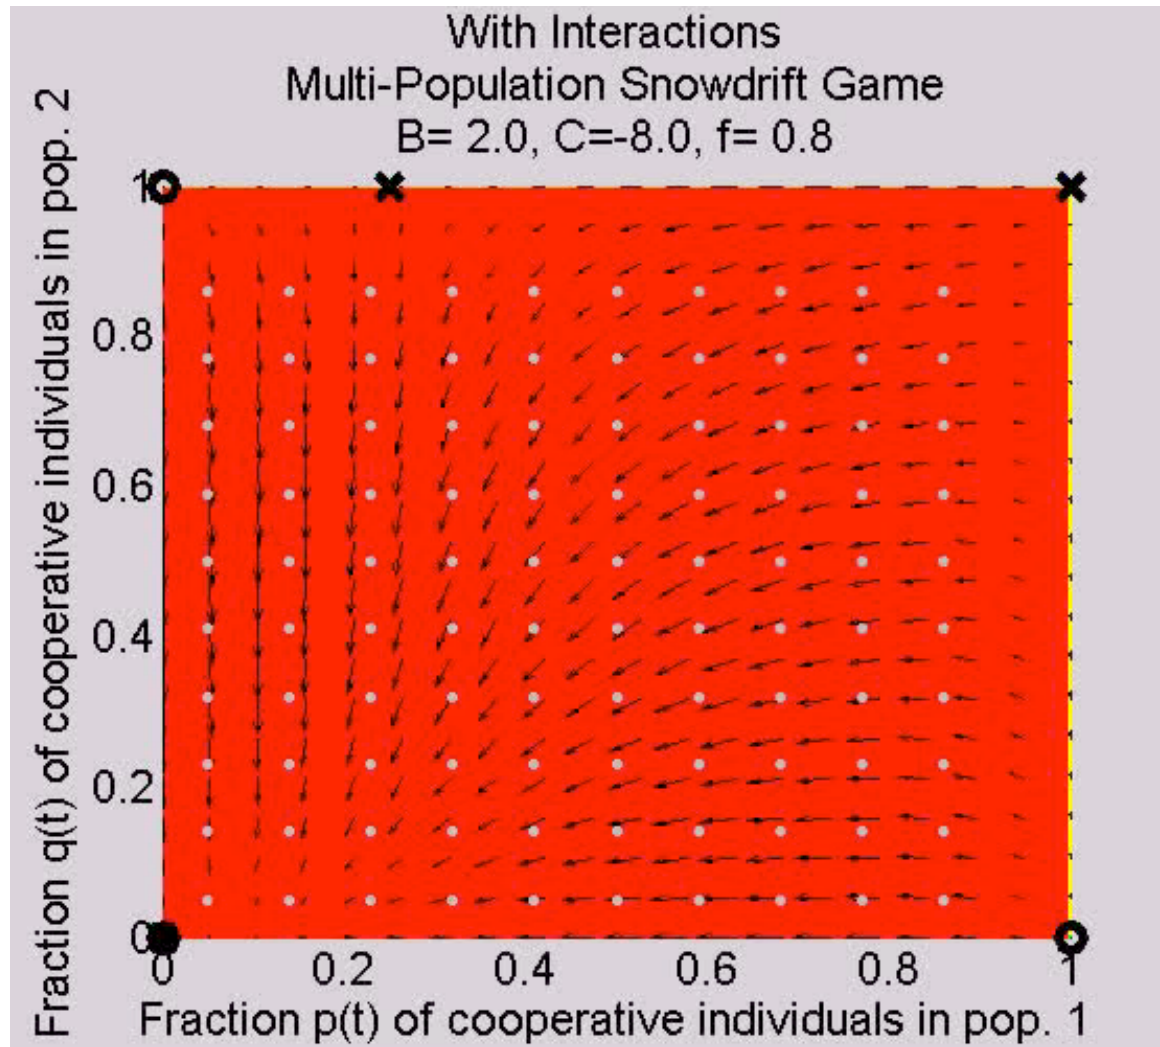 With Interactions
Multi-Population Snowdrift Game
B= 2.0, C=-8.0, f= 0.8
Fraction q(t) of cooperative individuals in pop. 2
1
0.8
0.6
0.4
0.2
0
0 0.2 0.4 0.6 0.8 1
Fraction p(t) of cooperative individuals in pop. 1